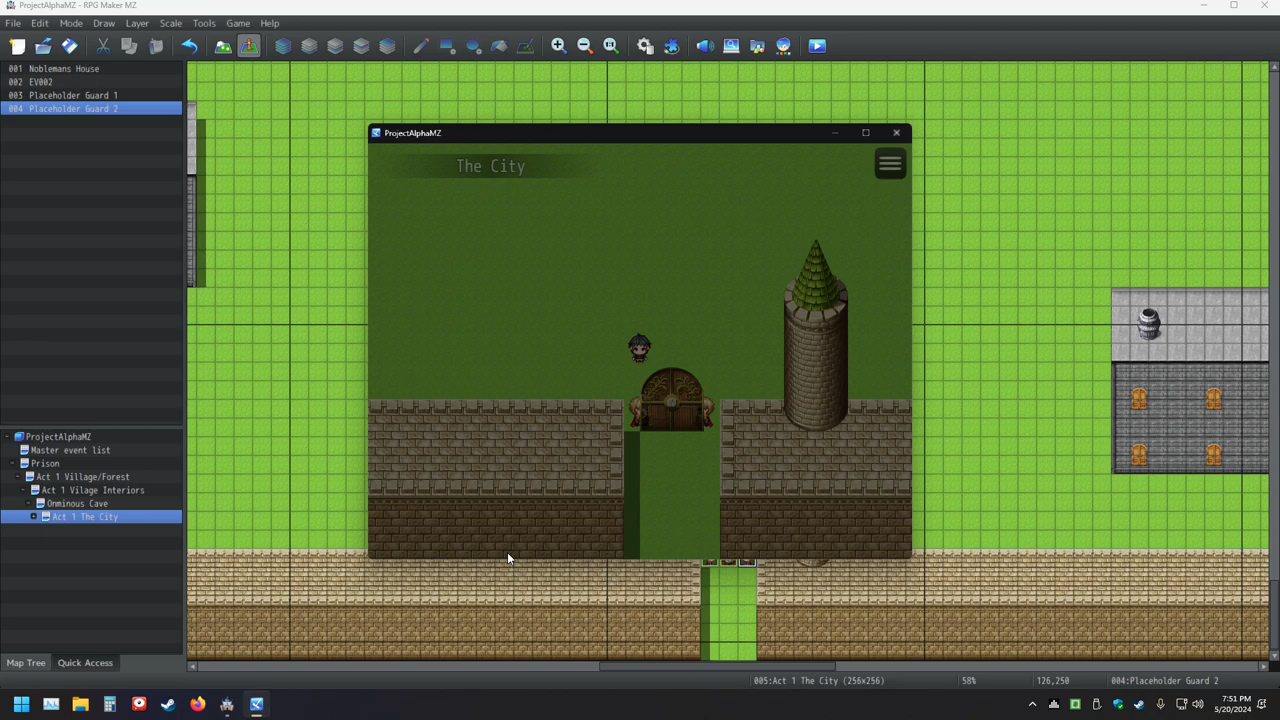 ProjectAlphaMZ - RPG Maker MZ
File Edit Mode Draw Layer Scale Tools Game Help
001 Noblemans House
002 EV002
003 Placeholder Guard 1
004 Placeholder Guard 2
ProjectAlphaMZ
The City
ProjectAlphaMZ
Master event list
Prison
Act 1 Village/Forest
Act 1 Vilage Interiors
Onminous Cave
Act 1 The City
Map Tree Quick Access
005:Act 1 The City (256x256) 58% 126,250 004:Placeholder Guard 2
7:51 PM
5/20/2024